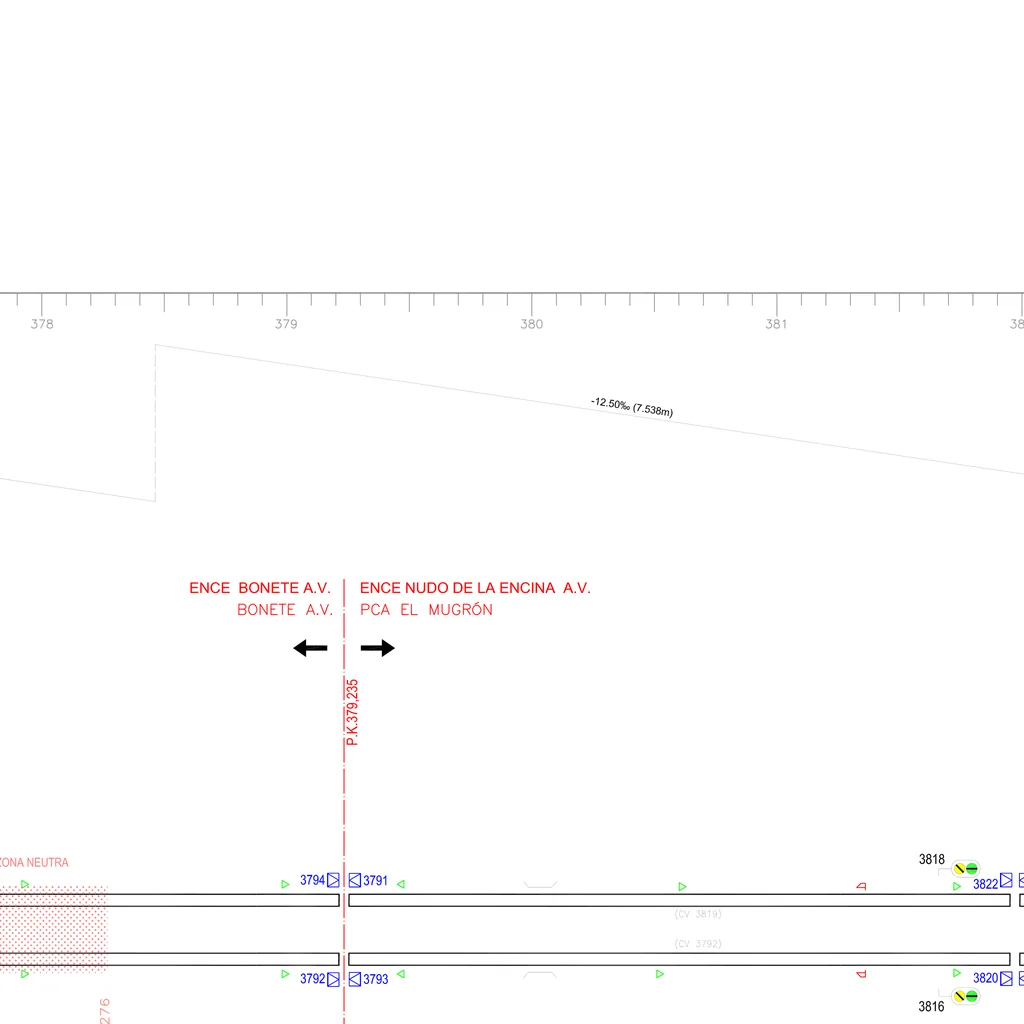 378
379
380
381
38
-12.50‰ (7.538m)
ENCE BONETE A.V.
ENCE NUDO DE LA ENCINA A.V.
BONETE A.V.
PCA EL MUGRÓN
P.K.379,235
ZONA NEUTRA
3794
3791
3818
3822
(CV 3819)
(CV 3792)
3792
3793
3820
3816
276